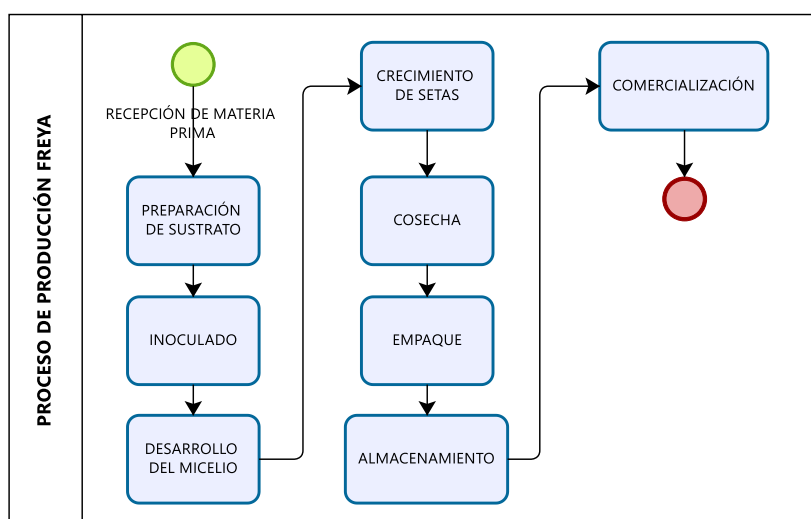 PROCESO DE PRODUCCIÓN FREYA
RECEPCIÓN DE MATERIA
PRIMA
PREPARACIÓN
DE SUSTRATO
INOCULADO
DESARROLLO
DEL MICELIO
CRECIMIENTO
DE SETAS
COSECHA
EMPAQUE
ALMACENAMIENTO
COMERCIALIZACIÓN